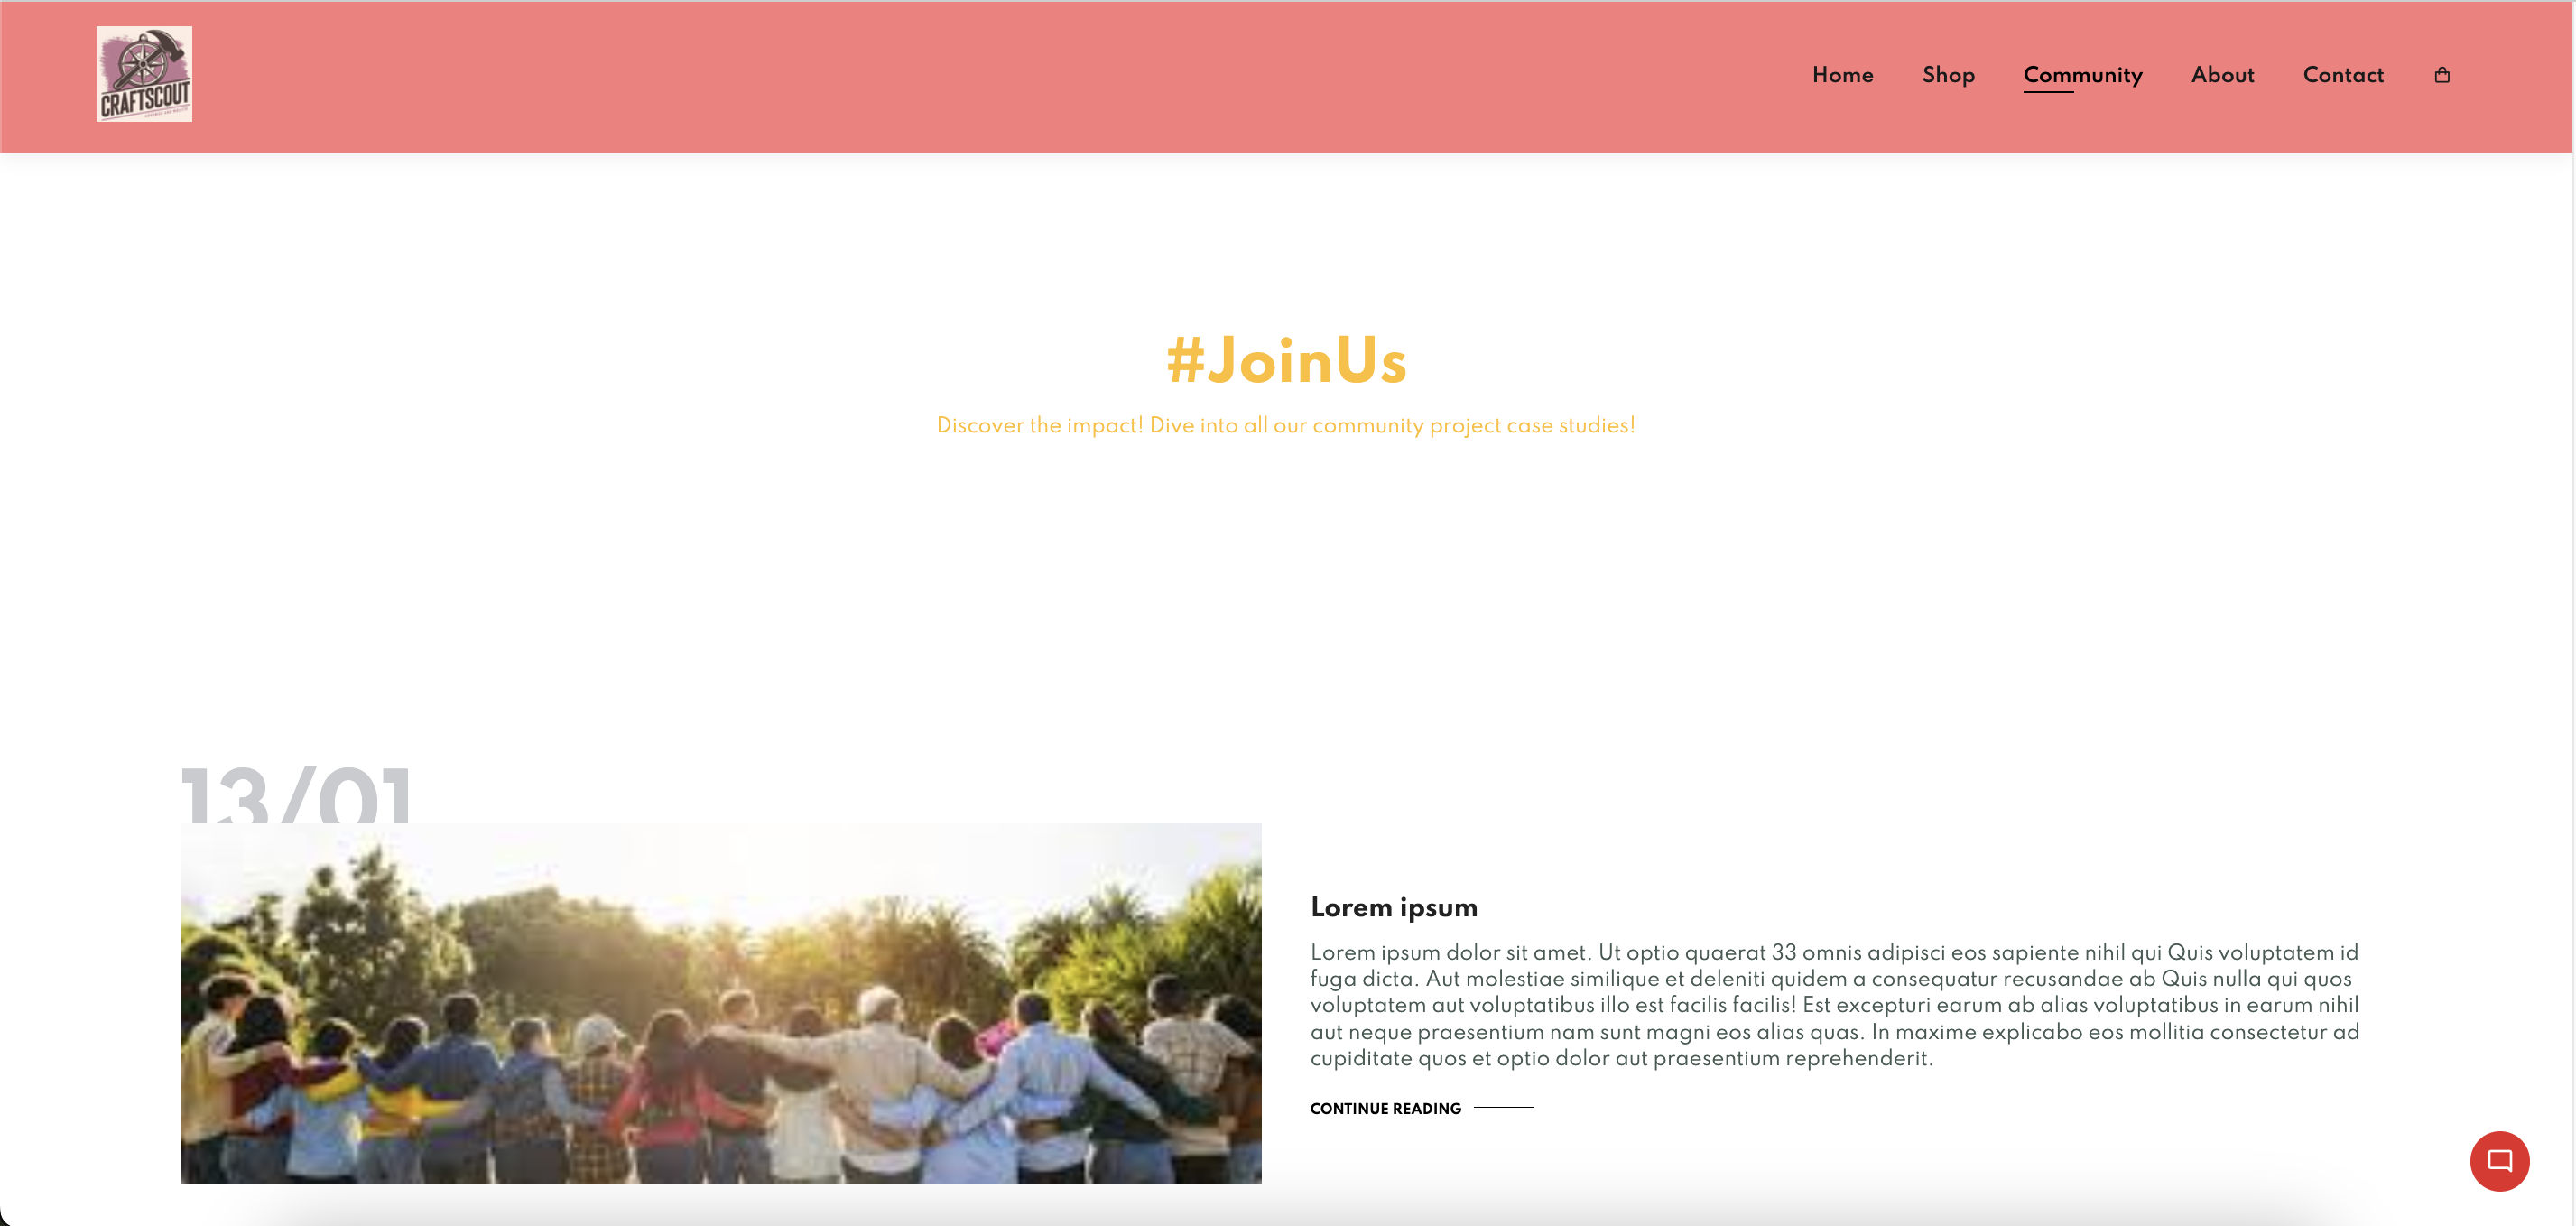 CRAFTSCOUT
Home Shop Community About Contact
#JoinUs
Discover the impact! Dive into all our community project case studies!
13/01
Lorem ipsum
Lorem ipsum dolor sit amet. Ut optio quaerat 33 omnis adipisci eos sapiente nihil qui Quis voluptatem id
fuga dicta. Aut molestiae similique et deleniti quidem a consequatur recusandae ab Quis nulla qui quos
voluptatem aut voluptatibus illo est facilis facilis! Est excepturi earum ab alias voluptatibus in earum nihil
aut neque praesentium nam sunt magni eos alias quas. In maxime explicabo eos mollitia consectetur ad
cupiditate quos et optio dolor aut praesentium reprehenderit.
CONTINUE READING